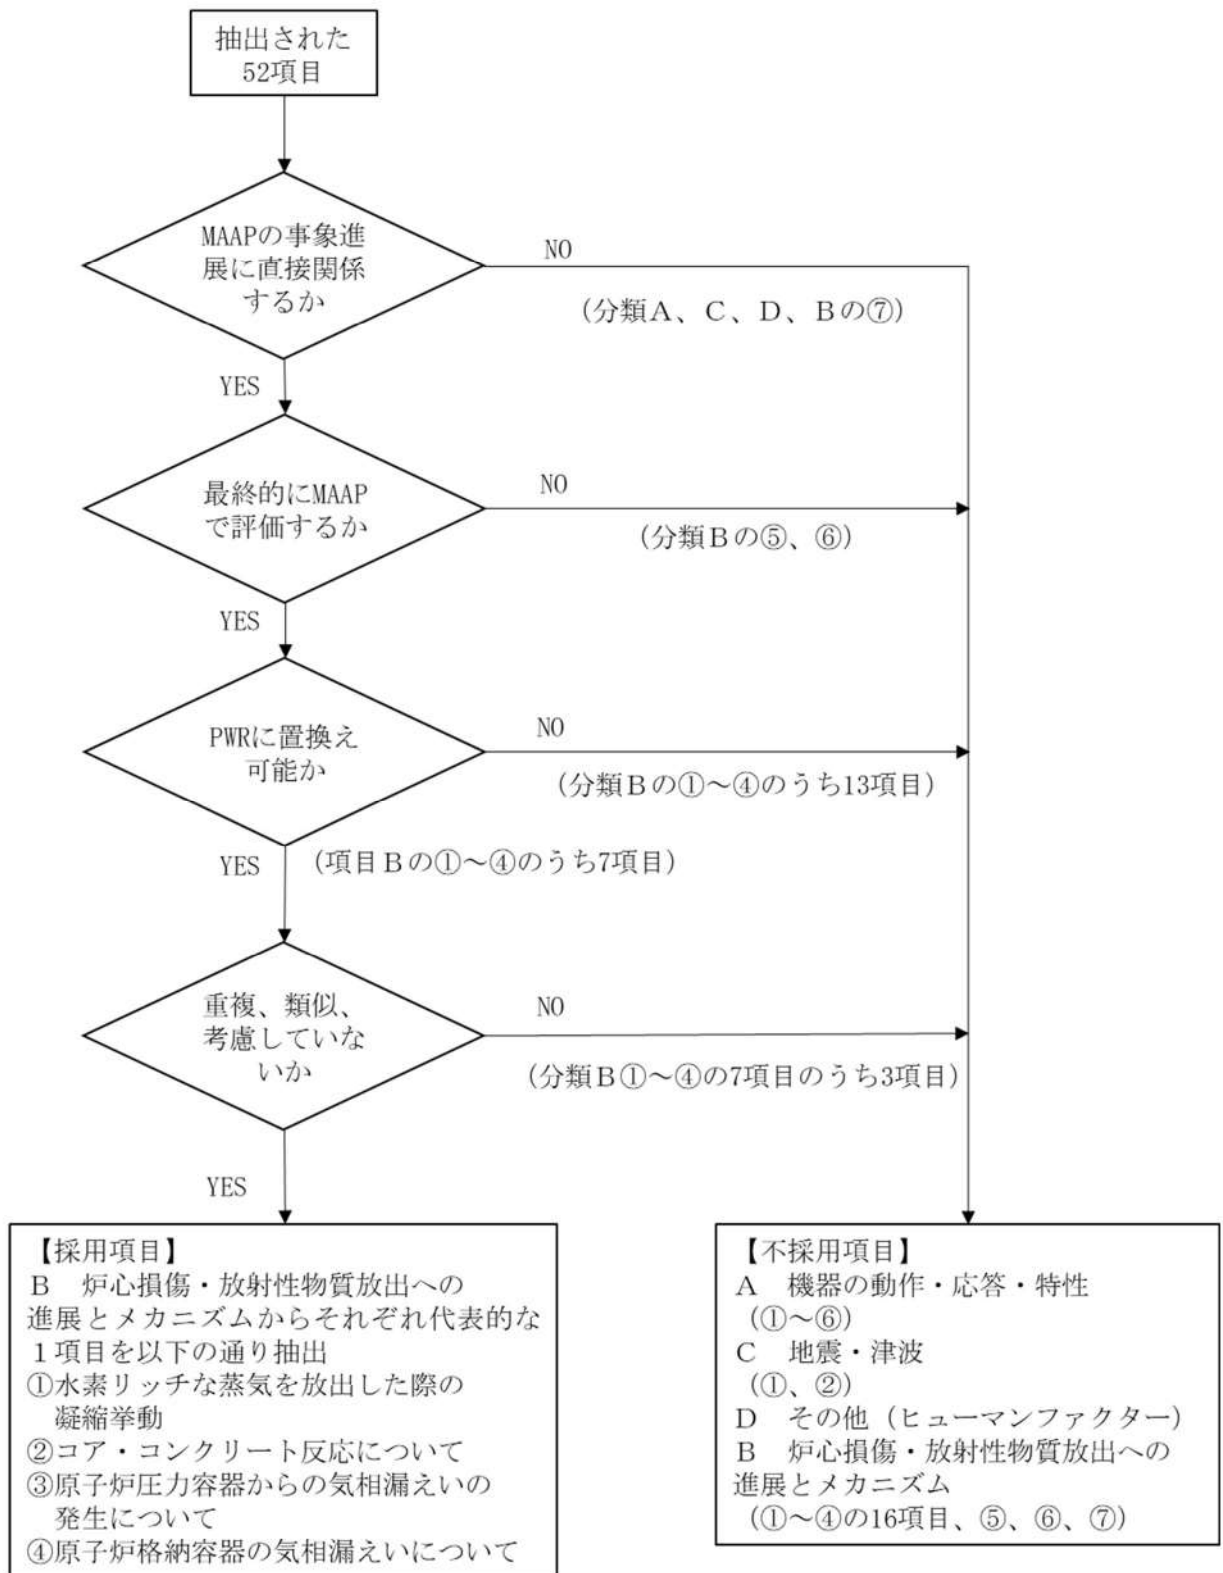 抽出された
52項目
MAAPの事象進
展に直接関係
するか
NO
(分類A、C、D、Bの⑦)
YES
最終的にMAAP
で評価するか
NO
(分類Bの⑤、⑥)
YES
PWRに置換え
可能か
NO
(分類Bの①～④のうち13項目)
YES
(項目Bの①～④のうち7項目)
重複、類似、
考慮していな
いか
NO
(分類B①～④の7項目のうち3項目)
YES
【採用項目】
B 炉心損傷・放射性物質放出への
進展とメカニズムからそれぞれ代表的な
1項目を以下の通り抽出
①水素リッチな蒸気を放出した際の
凝縮挙動
②コア・コンクリート反応について
③原子炉圧力容器からの気相漏えいの
発生について
④原子炉格納容器の気相漏えいについて
【不採用項目】
A 機器の動作・応答・特性
(①～⑥)
C 地震・津波
(①、②)
D その他（ヒューマンファクター）
B 炉心損傷・放射性物質放出への
進展とメカニズム
(①～④の16項目、⑤、⑥、⑦)